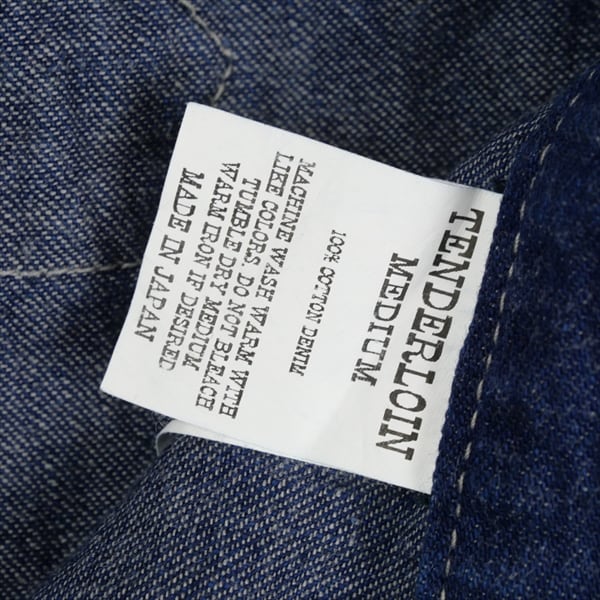 TENDERLOIN
MEDIUM
100% COTTON DENIM
MACHINE WASH WARM WITH
LIKE COLORS. DO NOT BLEACH
TUMBLE DRY MEDIUM
WARM IRON IF DESIRED
MADE IN JAPAN